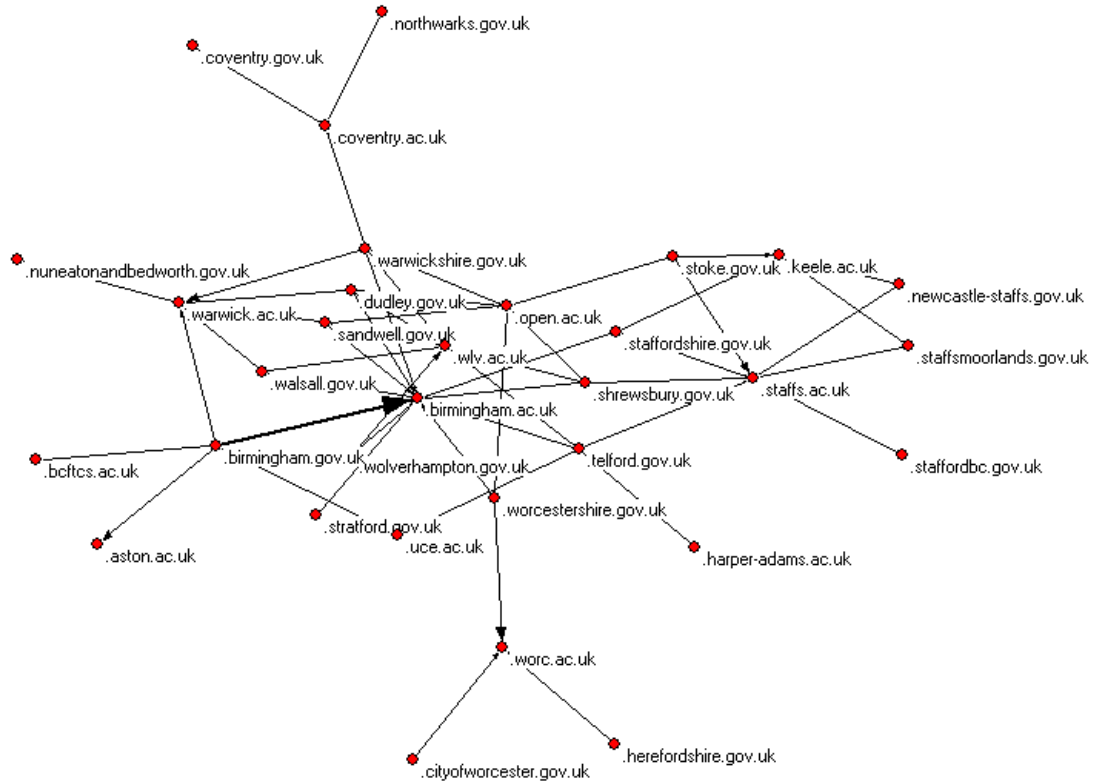 .northwarks.gov.uk
.coventry.gov.uk
.coventry.ac.uk
.warwickshire.gov.uk
.nuneatonandbedworth.gov.uk
.stoke.gov.uk
.keele.ac.uk
.newcastle-staffs.gov.uk
.dudley.gov.uk
.warwick.ac.uk
.open.ac.uk
.sandwell.gov.uk
.staffordshire.gov.uk
.wlv.ac.uk
.staffsmoorlands.gov.uk
.walsall.gov.uk
.shrewsbury.gov.uk
.staffs.ac.uk
.birmingham.ac.uk
.birmingham.gov.uk
.wolverhampton.gov.uk
.telford.gov.uk
.bcftcs.ac.uk
.staffordbc.gov.uk
.worcestershire.gov.uk
.stratford.gov.uk
.uce.ac.uk
.aston.ac.uk
.harper-adams.ac.uk
.worc.ac.uk
.herefordshire.gov.uk
.cityofworcester.gov.uk